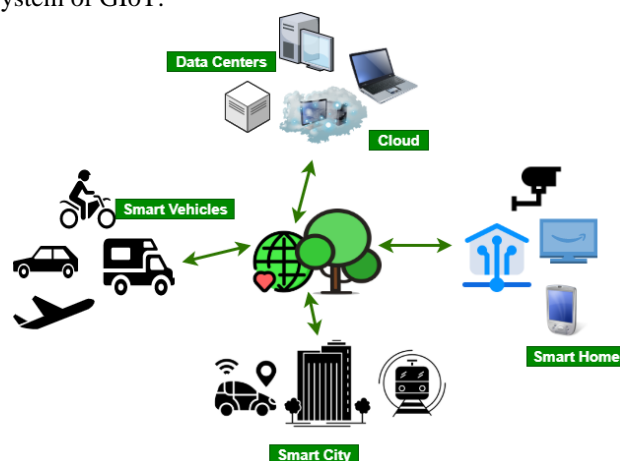 ystem of GIoT.
Data Centers
Cloud
Smart Vehicles
Smart Home
Smart City